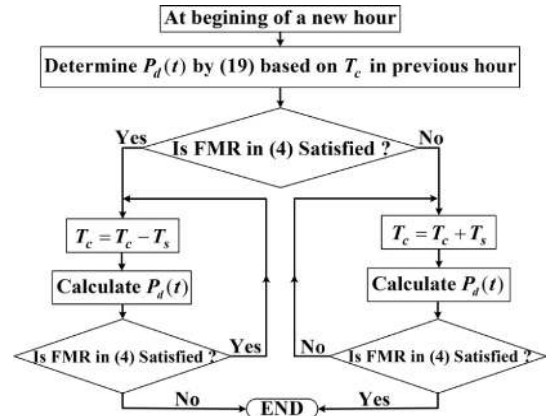 At begining of a new hour
Determine P_d(t) by (19) based on T_c in previous hour
Yes
No
Is FMR in (4) Satisfied ?
T_c = T_c − T_s
T_c = T_c + T_s
Calculate P_d(t)
Calculate P_d(t)
Is FMR in (4) Satisfied ?
Yes
No
Is FMR in (4) Satisfied ?
No
END
Yes